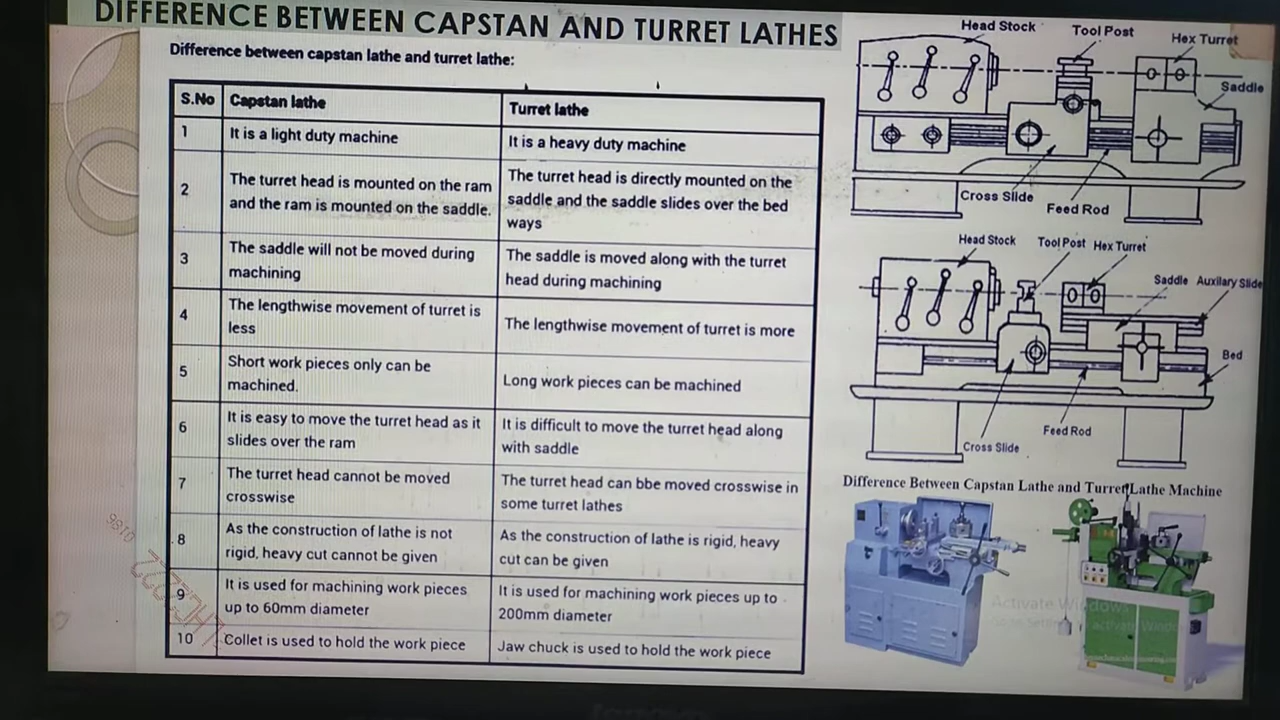 DIFFERENCE BETWEEN CAPSTAN AND TURRET LATHES
Difference between capstan lathe and turret lathe:
S.No Capstan lathe Turret lathe
1 It is a light duty machine It is a heavy duty machine
2 The turret head is mounted on the ram
and the ram is mounted on the saddle.
The turret head is directly mounted on the
saddle and the saddle slides over the bed
ways
3 The saddle will not be moved during
machining
The saddle is moved along with the turret
head during machining
4 The lengthwise movement of turret is
less
The lengthwise movement of turret is more
5 Short work pieces only can be
machined.
Long work pieces can be machined
6 It is easy to move the turret head as it
slides over the ram
It is difficult to move the turret head along
with saddle
7 The turret head cannot be moved
crosswise
The turret head can bbe moved crosswise in
some turret lathes
8 As the construction of lathe is not
rigid, heavy cut cannot be given
As the construction of lathe is rigid, heavy
cut can be given
9 It is used for machining work pieces
up to 60mm diameter
It is used for machining work pieces up to
200mm diameter
10 Collet is used to hold the work piece Jaw chuck is used to hold the work piece
Head Stock Tool Post Hex Turret
Saddle
Cross Slide
Feed Rod
Head Stock Tool Post Hex Turret
Saddle Auxilary Slide
Bed
Feed Rod
Cross Slide
Difference Between Capstan Lathe and Turret Lathe Machine
Activate Windows